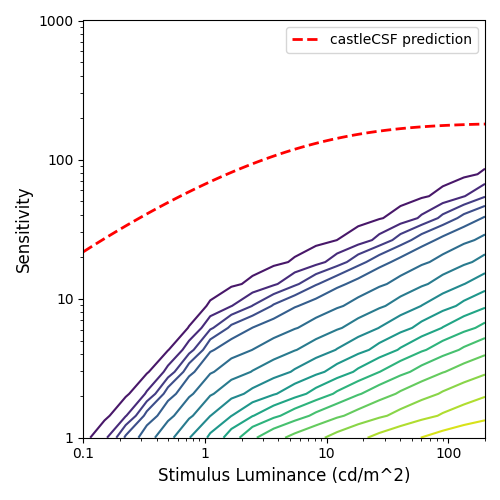 1000
castleCSF prediction
100
Sensitivity
10
1
0.1 1 10 100
Stimulus Luminance (cd/m^2)